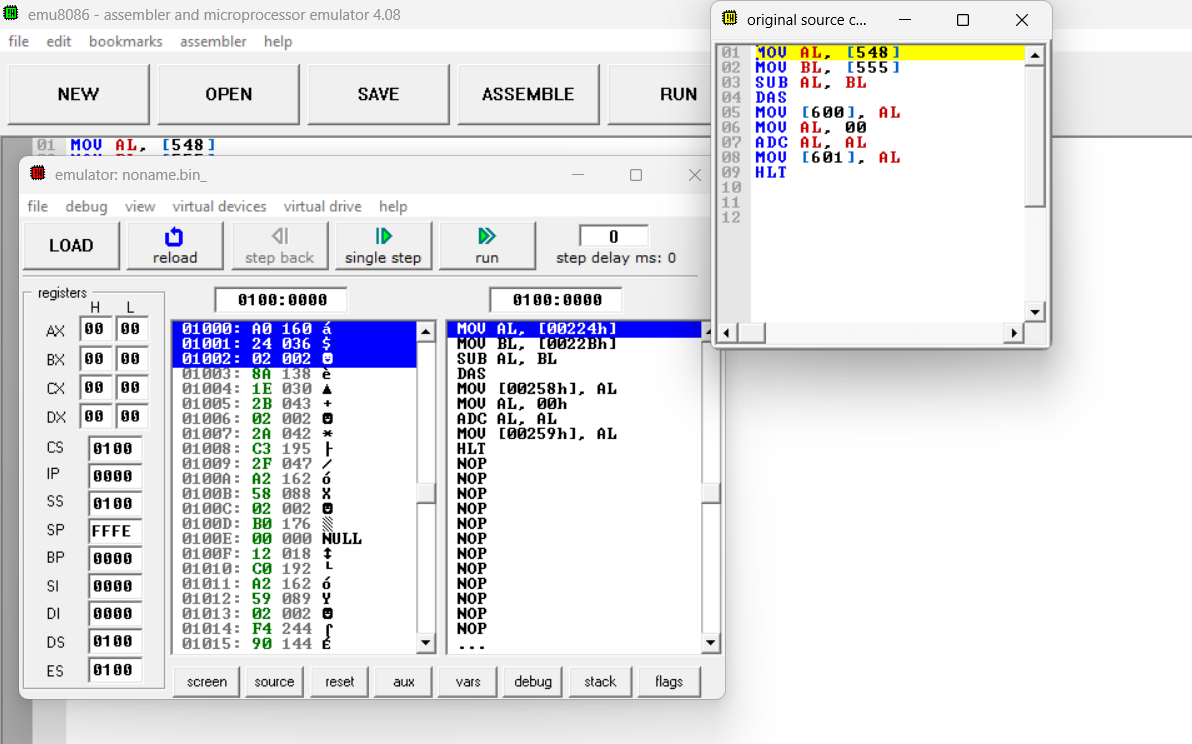 emu8086 - assembler and microprocessor emulator 4.08
file edit bookmarks assembler help
NEW OPEN SAVE ASSEMBLE RUN
01 MOV AL, [548]
original source c...
01 MOV AL, [548]
02 MOV BL, [555]
03 SUB AL, BL
04 DAS
05 MOV [600], AL
06 MOV AL, 00
07 ADC AL, AL
08 MOV [601], AL
09 HLT
10
11
12
emulator: noname.bin_
file debug view virtual devices virtual drive help
LOAD reload step back single step run 0
step delay ms: 0
registers
H L
AX 00 00
BX 00 00
CX 00 00
DX 00 00
CS 0100
IP 0000
SS 0100
SP FFFE
BP 0000
SI 0000
DI 0000
DS 0100
ES 0100
0100:0000
01000: A0 160 á
01001: 24 036 $
01002: 02 002 ☻
01003: 8A 138 è
01004: 1E 030 ▲
01005: 2B 043 +
01006: 02 002 ☻
01007: 2A 042 *
01008: C3 195 ├
01009: 2F 047 /
0100A: A2 162 ó
0100B: 58 088 X
0100C: 02 002 ☻
0100D: B0 176 ░
0100E: 00 000 NULL
0100F: 12 018 ↕
01010: C0 192 └
01011: A2 162 ó
01012: 59 089 Y
01013: 02 002 ☻
01014: F4 244 ⌠
01015: 90 144 É
0100:0000
MOV AL, [00224h]
MOV BL, [0022Bh]
SUB AL, BL
DAS
MOV [00258h], AL
MOV AL, 00h
ADC AL, AL
MOV [00259h], AL
HLT
NOP
NOP
NOP
NOP
NOP
NOP
NOP
NOP
NOP
NOP
NOP
NOP
...
screen source reset aux vars debug stack flags